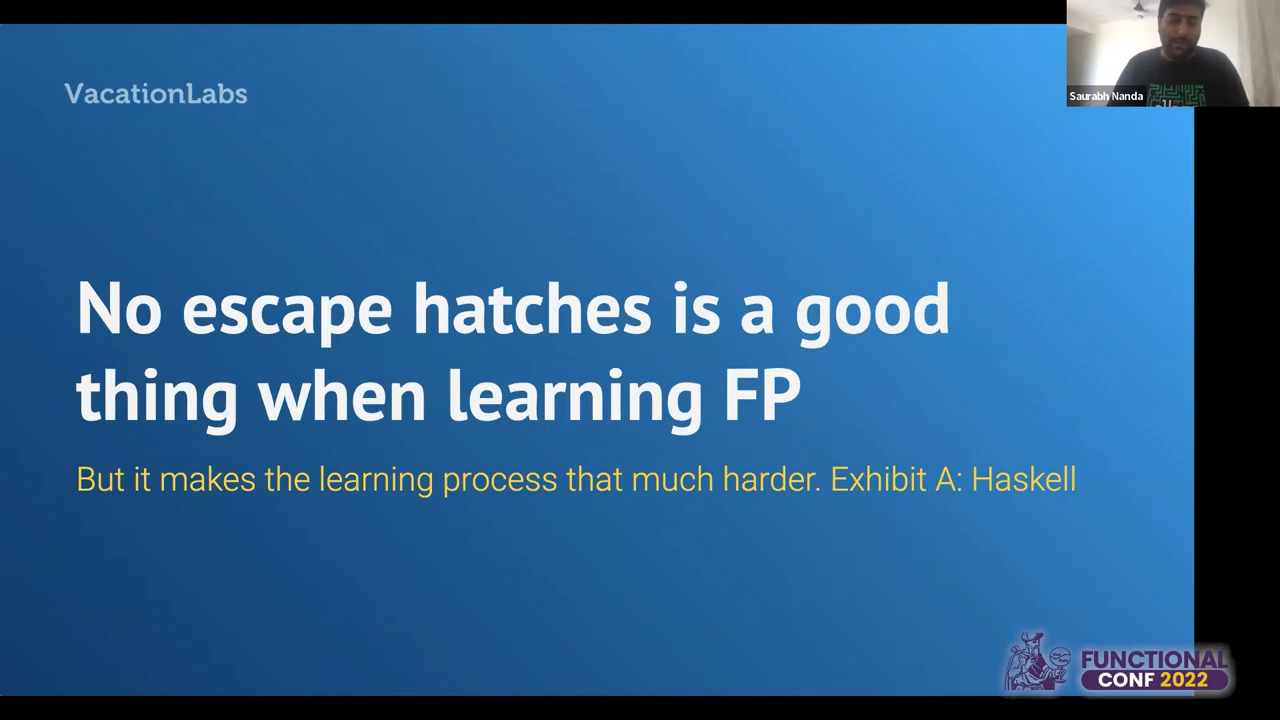 VacationLabs
Saurabh Nanda
No escape hatches is a good
thing when learning FP
But it makes the learning process that much harder. Exhibit A: Haskell
FUNCTIONAL
CONF 2022